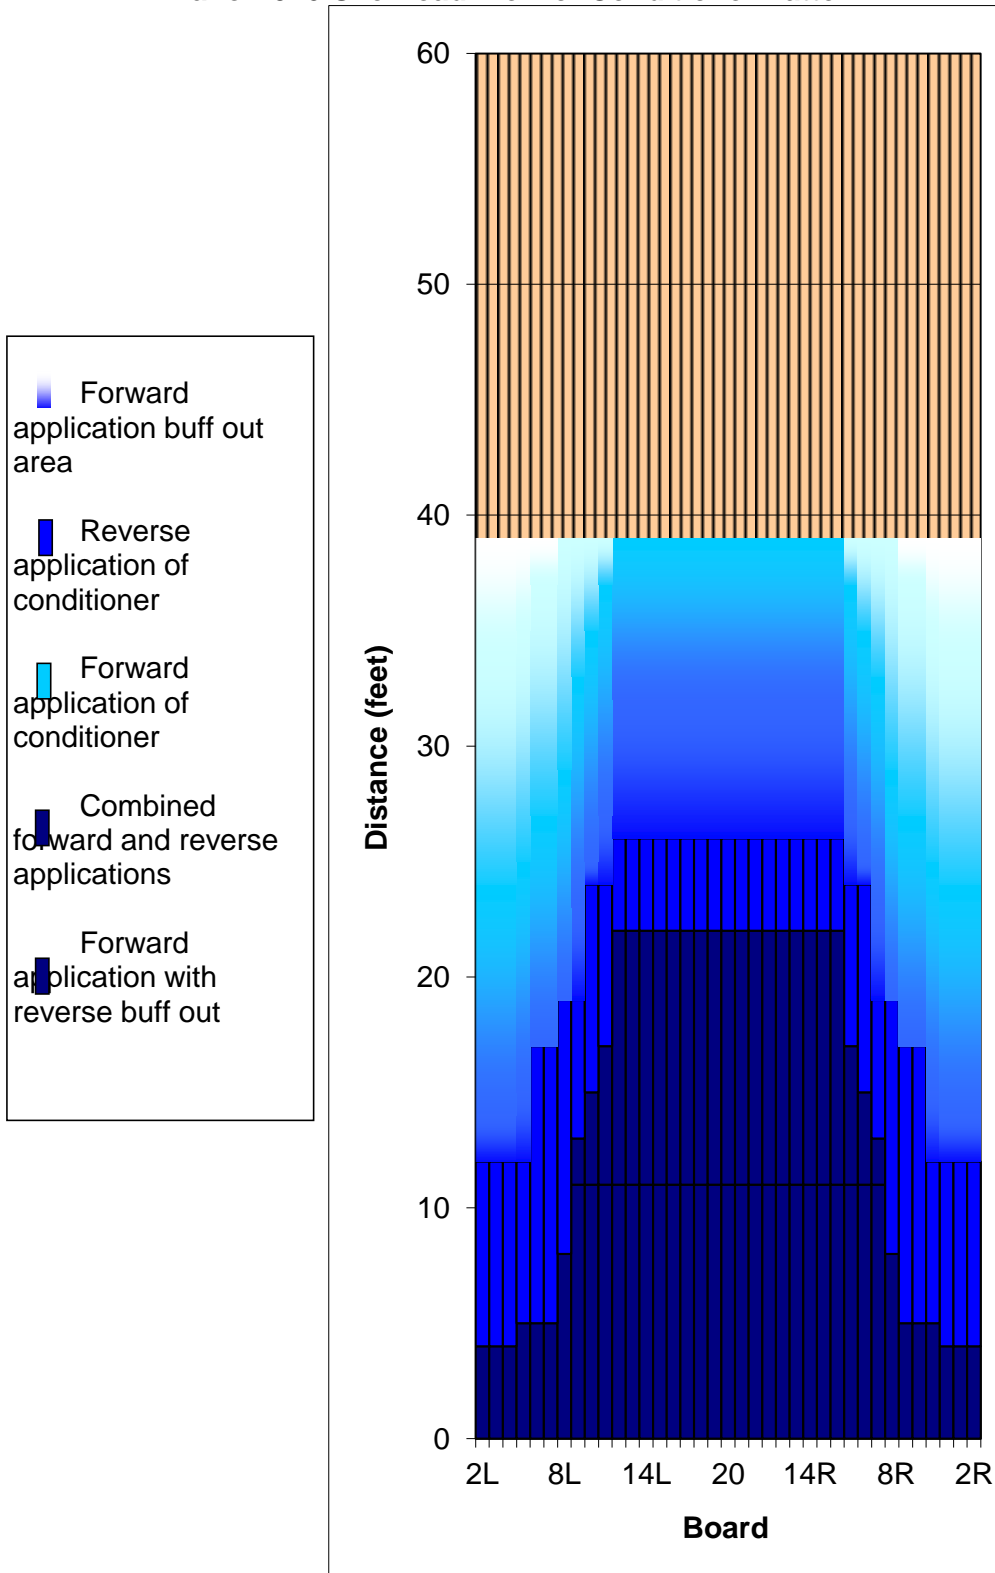 Forward
application buff out
area
Reverse
application of
conditioner
Forward
application of
conditioner
Combined
forward and reverse
applications
Forward
application with
reverse buff out
60
50
40
30
20
10
0
Distance (feet)
2L 8L 14L 20 14R 8R 2R
Board